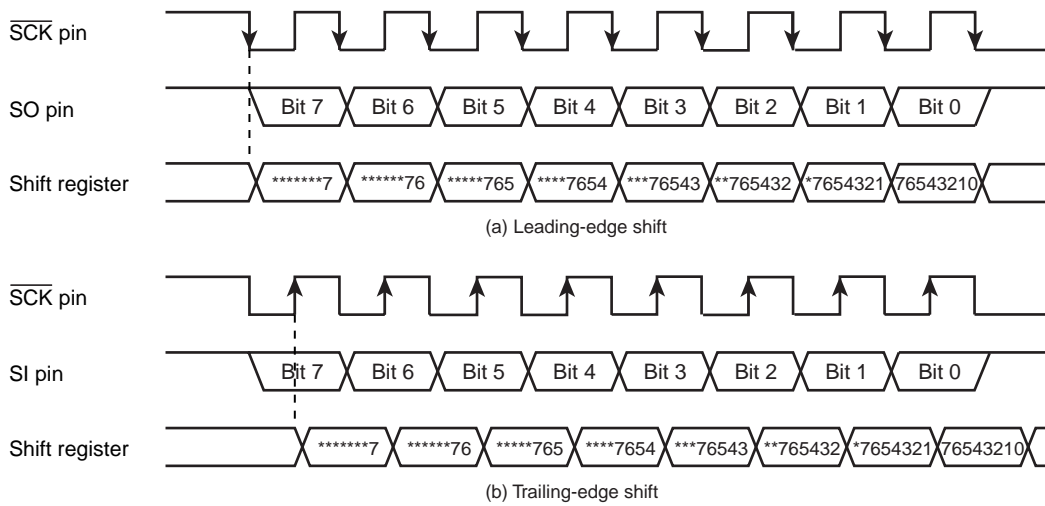 SCK pin
SO pin
Bit 7 Bit 6 Bit 5 Bit 4 Bit 3 Bit 2 Bit 1 Bit 0
Shift register
*******7 ******76 *****765 ****7654 ***76543 **765432 *7654321 76543210
(a) Leading-edge shift
SCK pin
SI pin
Bit 7 Bit 6 Bit 5 Bit 4 Bit 3 Bit 2 Bit 1 Bit 0
Shift register
*******7 ******76 *****765 ****7654 ***76543 **765432 *7654321 76543210
(b) Trailing-edge shift